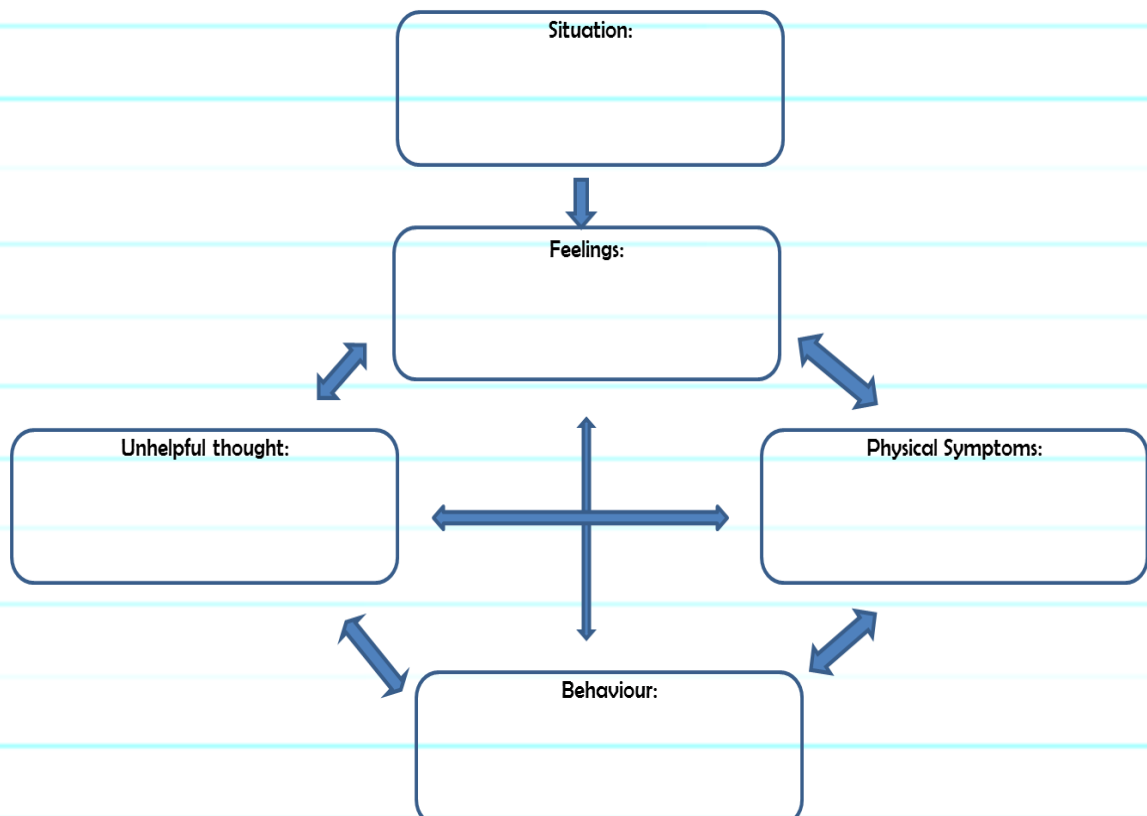 Situation:
Feelings:
Unhelpful thought:
Physical Symptoms:
Behaviour: